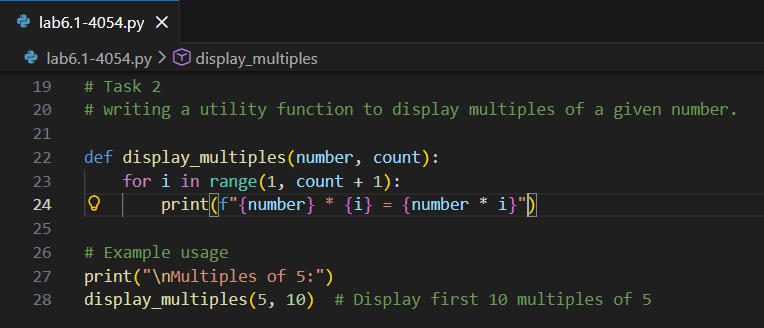 lab6.1-4054.py
lab6.1-4054.py display_multiples
19 # Task 2
20 # writing a utility function to display multiples of a given number.
21
22 def display_multiples(number, count):
23     for i in range(1, count + 1):
24         print(f"{number} * {i} = {number * i}")
25
26 # Example usage
27 print("\nMultiples of 5:")
28 display_multiples(5, 10)  # Display first 10 multiples of 5